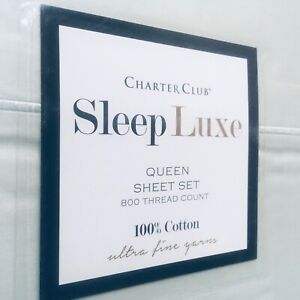 CHARTER CLUB®
Sleep Luxe
QUEEN
SHEET SET
800 THREAD COUNT
100% Cotton
ultra fine yarns